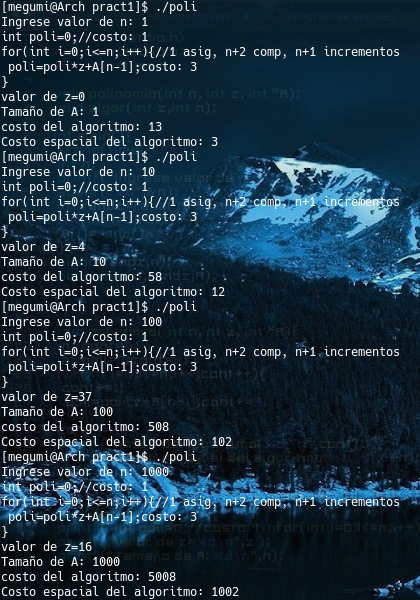 [megumi@Arch pract1]$ ./poli
Ingrese valor de n: 1
int poli=0;//costo: 1
for(int i=0;i<=n;i++){//1 asig, n+2 comp, n+1 incrementos
 poli=poli*z+A[n-1];costo: 3
}
valor de z=0
Tamaño de A: 1
costo del algoritmo: 13
Costo espacial del algoritmo: 3
[megumi@Arch pract1]$ ./poli
Ingrese valor de n: 10
int poli=0;//costo: 1
for(int i=0;i<=n;i++){//1 asig, n+2 comp, n+1 incrementos
 poli=poli*z+A[n-1];costo: 3
}
valor de z=4
Tamaño de A: 10
costo del algoritmo: 58
Costo espacial del algoritmo: 12
[megumi@Arch pract1]$ ./poli
Ingrese valor de n: 100
int poli=0;//costo: 1
for(int i=0;i<=n;i++){//1 asig, n+2 comp, n+1 incrementos
 poli=poli*z+A[n-1];costo: 3
}
valor de z=37
Tamaño de A: 100
costo del algoritmo: 508
Costo espacial del algoritmo: 102
[megumi@Arch pract1]$ ./poli
Ingrese valor de n: 1000
int poli=0;//costo: 1
for(int i=0;i<=n;i++){//1 asig, n+2 comp, n+1 incrementos
 poli=poli*z+A[n-1];costo: 3
}
valor de z=16
Tamaño de A: 1000
costo del algoritmo: 5008
Costo espacial del algoritmo: 1002